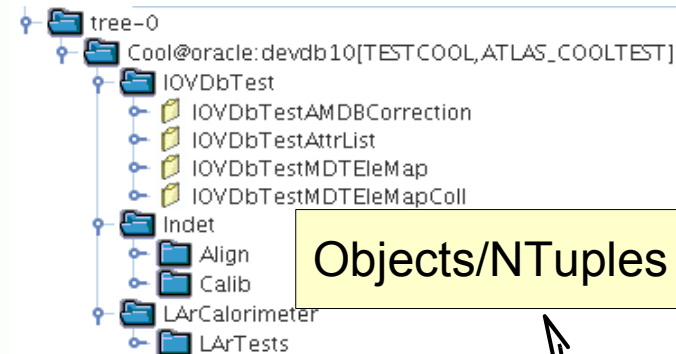 tree-0
Cool@oracle:devdb10[TESTCOOL,ATLAS_COOLTEST]
IOVDbTest
IOVDbTestAMDBCorrection
IOVDbTestAttrList
IOVDbTestMDTEleMap
IOVDbTestMDTEleMapColl
Indet
Align
Calib
Objects/NTuples
LArCalorimeter
LArTests